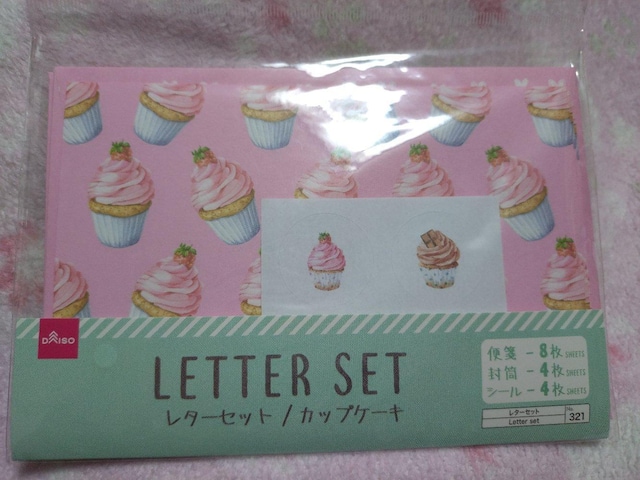 DAISO
LETTER SET
レターセット / カップケーキ
便箋 - 8枚 SHEETS
封筒 - 4枚 SHEETS
シール - 4枚 SHEETS
レターセット
Letter set
No.
321